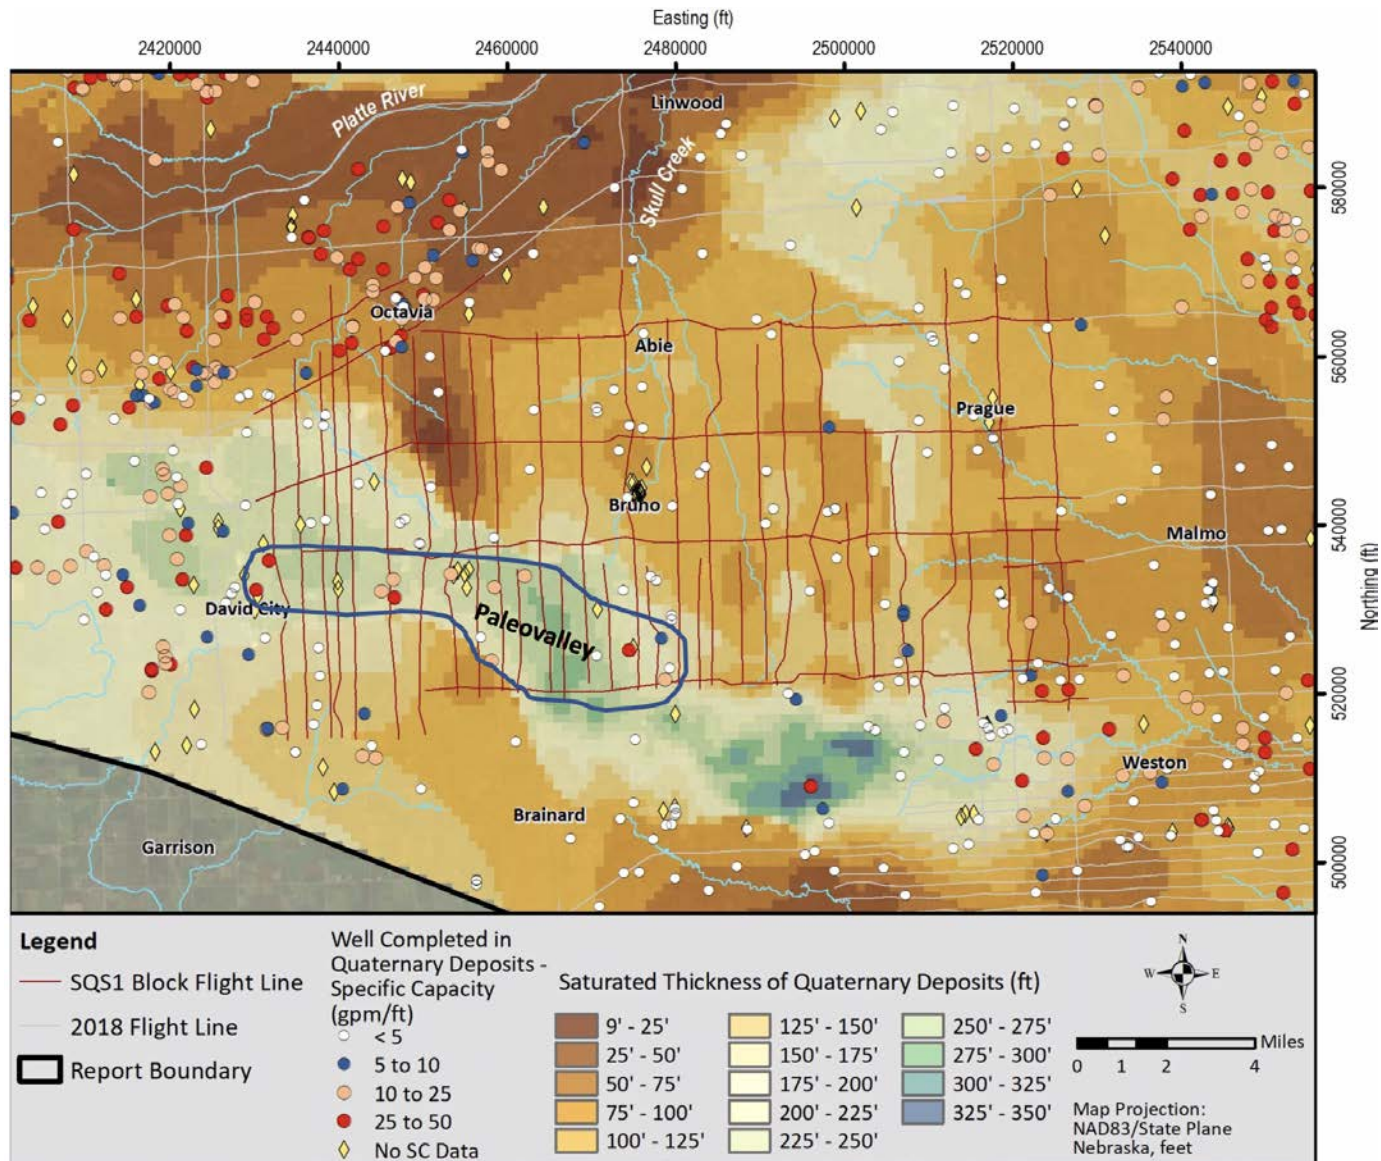 Easting (ft)
2420000 2440000 2460000 2480000 2500000 2520000 2540000
Linwood
Platte River
Skull Creek
580000
Octavia
Abie
560000
Prague
Bruno
Malmo
540000
Northing (ft)
David City
Paleovalley
520000
Weston
Brainard
Garrison
500000
Legend
SQS1 Block Flight Line
2018 Flight Line
Report Boundary
Well Completed in
Quaternary Deposits -
Specific Capacity
(gpm/ft)
< 5
5 to 10
10 to 25
25 to 50
No SC Data
Saturated Thickness of Quaternary Deposits (ft)
9' - 25'
25' - 50'
50' - 75'
75' - 100'
100' - 125'
125' - 150'
150' - 175'
175' - 200'
200' - 225'
225' - 250'
250' - 275'
275' - 300'
300' - 325'
325' - 350'
N
W E
S
Miles
0 1 2 4
Map Projection:
NAD83/State Plane
Nebraska, feet